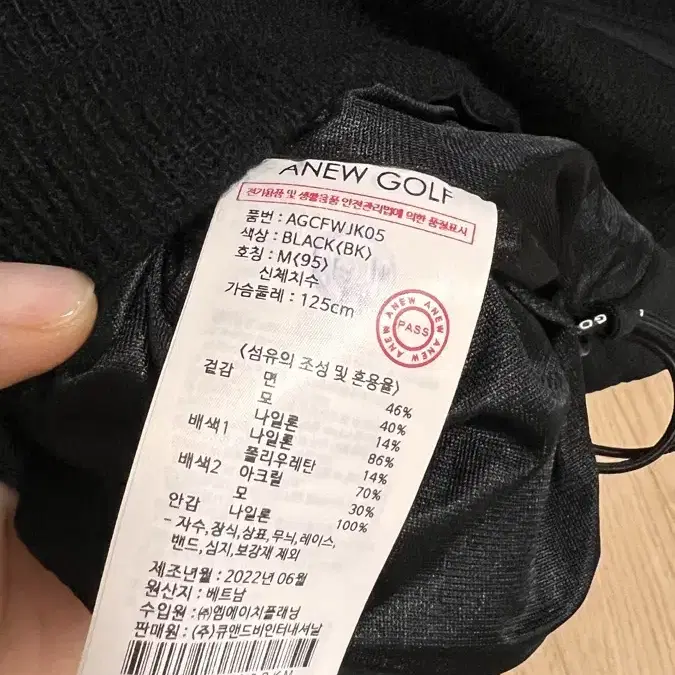 ANEW GOLF
전기용품 및 생활용품 안전관리법에 의한 품질표시
품번 : AGCFWJK05
색상 : BLACK(BK)
호칭 : M(95)
신체치수
가슴둘레 : 125cm
ANEW ANEW ANEW ANEW
PASS
<섬유의 조성 및 혼용율>
겉감 면 46%
모 40%
나일론 14%
배색1 나일론 86%
폴리우레탄 14%
배색2 아크릴 70%
모 30%
안감 나일론 100%
- 자수,장식,상표,무늬,레이스,
밴드,심지,보강재 제외
제조년월 : 2022년 06월
원산지 : 베트남
수입원 : ㈜엠에이치플래닝
판매원 : (주)큐앤드비인터내셔날
GO